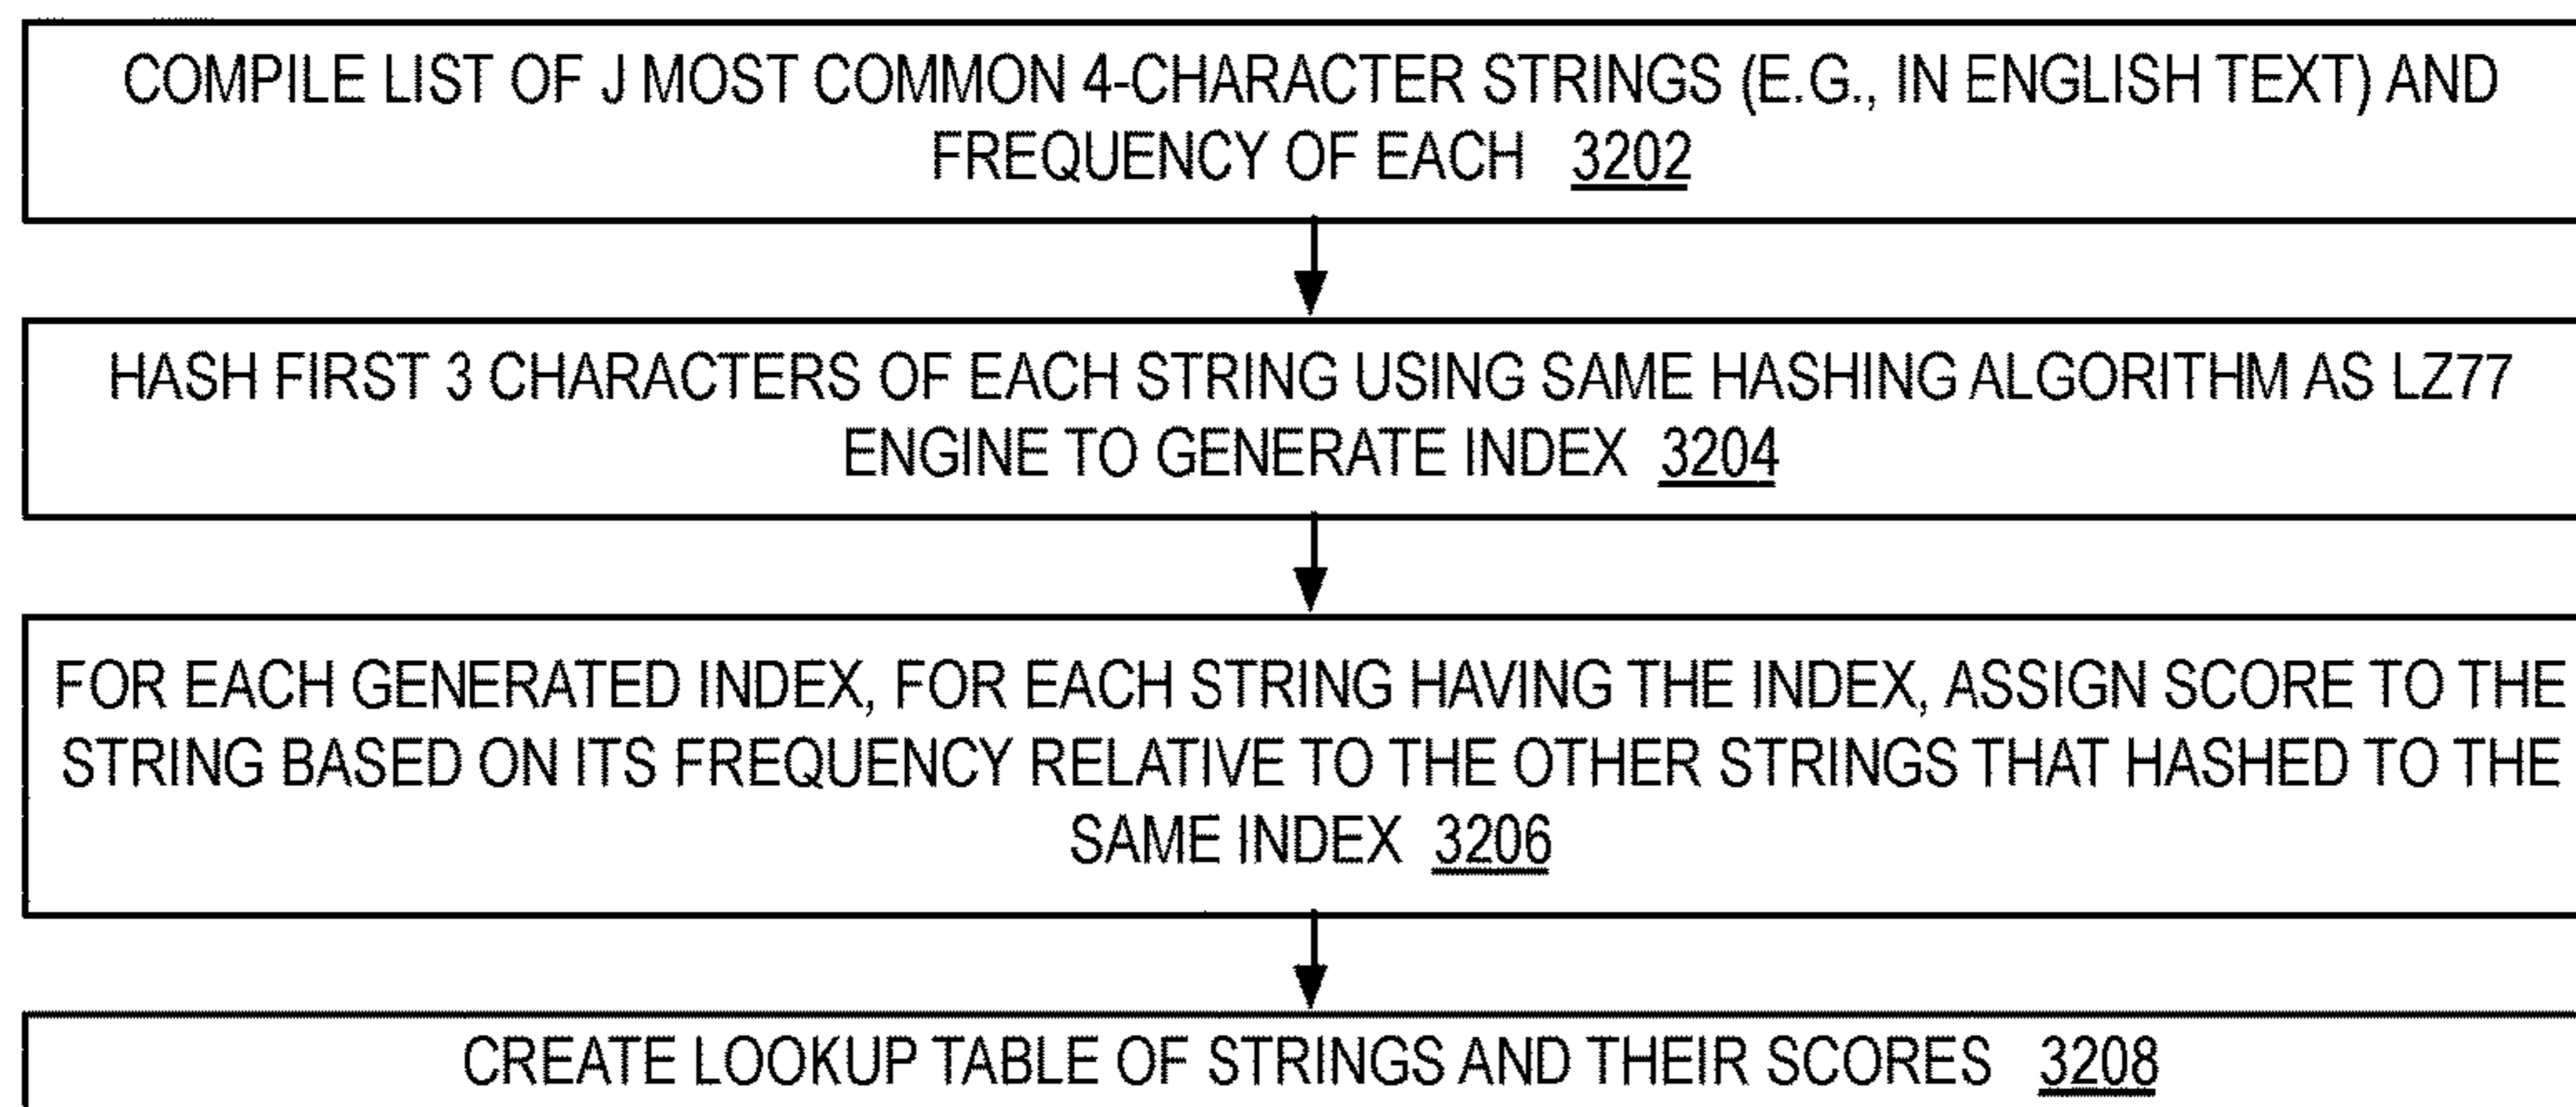 COMPILE LIST OF J MOST COMMON 4-CHARACTER STRINGS (E.G., IN ENGLISH TEXT) AND
FREQUENCY OF EACH 3202
HASH FIRST 3 CHARACTERS OF EACH STRING USING SAME HASHING ALGORITHM AS LZ77
ENGINE TO GENERATE INDEX 3204
FOR EACH GENERATED INDEX, FOR EACH STRING HAVING THE INDEX, ASSIGN SCORE TO THE
STRING BASED ON ITS FREQUENCY RELATIVE TO THE OTHER STRINGS THAT HASHED TO THE
SAME INDEX 3206
CREATE LOOKUP TABLE OF STRINGS AND THEIR SCORES 3208